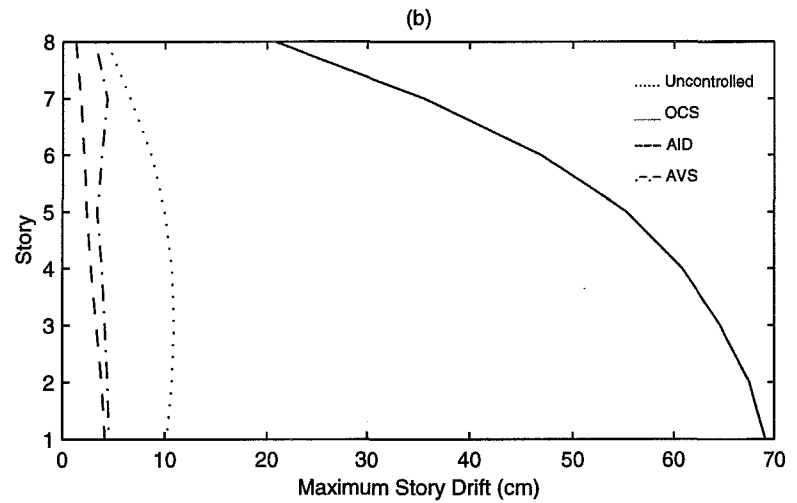 (b)
8
7
6
5
4
3
2
1
Story
Uncontrolled
OCS
AID
AVS
0 10 20 30 40 50 60 70
Maximum Story Drift (cm)